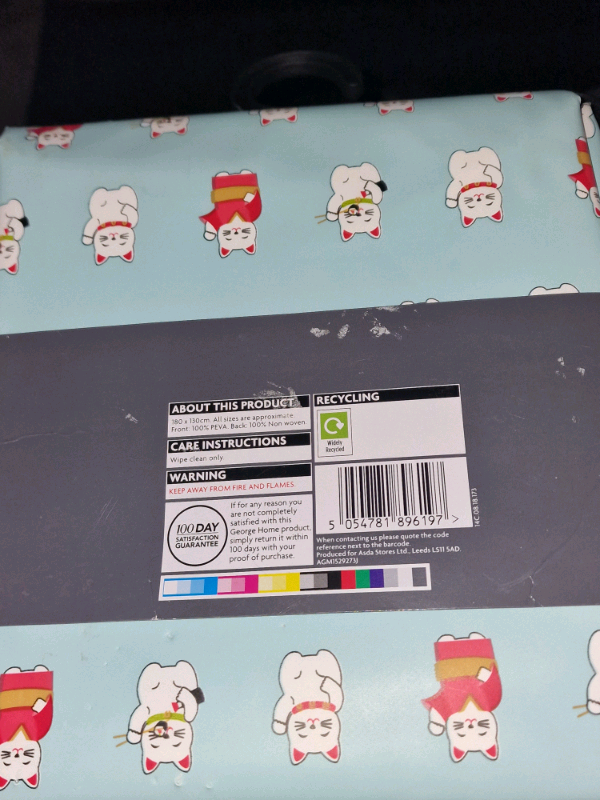 ABOUT THIS PRODUCT
180 x 130cm. All sizes are approximate
Front: 100% PEVA. Back: 100% Non woven
CARE INSTRUCTIONS
Wipe clean only.
WARNING
KEEP AWAY FROM FIRE AND FLAMES.
100 DAY
SATISFACTION
GUARANTEE
If for any reason you
are not completely
satisfied with this
George Home product,
simply return it within
100 days with your
proof of purchase.
RECYCLING
Widely
Recycled
5 054781 896197 >
14C.08.18.173
When contacting us please quote the code
reference next to the barcode.
Produced for Asda Stores Ltd., Leeds LS11 5AD.
AGM1529273J